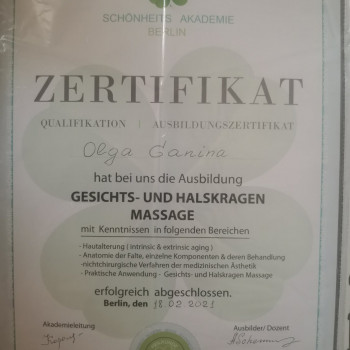 SCHÖNHEITS AKADEMIE
BERLIN
ZERTIFIKAT
QUALIFIKATION | AUSBILDUNGSZERTIFIKAT
Olga Ganina
hat bei uns die Ausbildung
GESICHTS- UND HALSKRAGEN
MASSAGE
mit Kenntnissen in folgenden Bereichen
- Hautalterung ( intrinsic & extrinsic aging )
- Anatomie der Falte, einzelne Komponenten & deren Behandlung
-nichtchirurgische Verfahren der medizinischen Ästhetik
- Praktische Anwendung - Gesichts- und Halskragen Massage
erfolgreich abgeschlossen.
Berlin, den 18.02.2021
Akademieleitung
Ausbilder/ Dozent